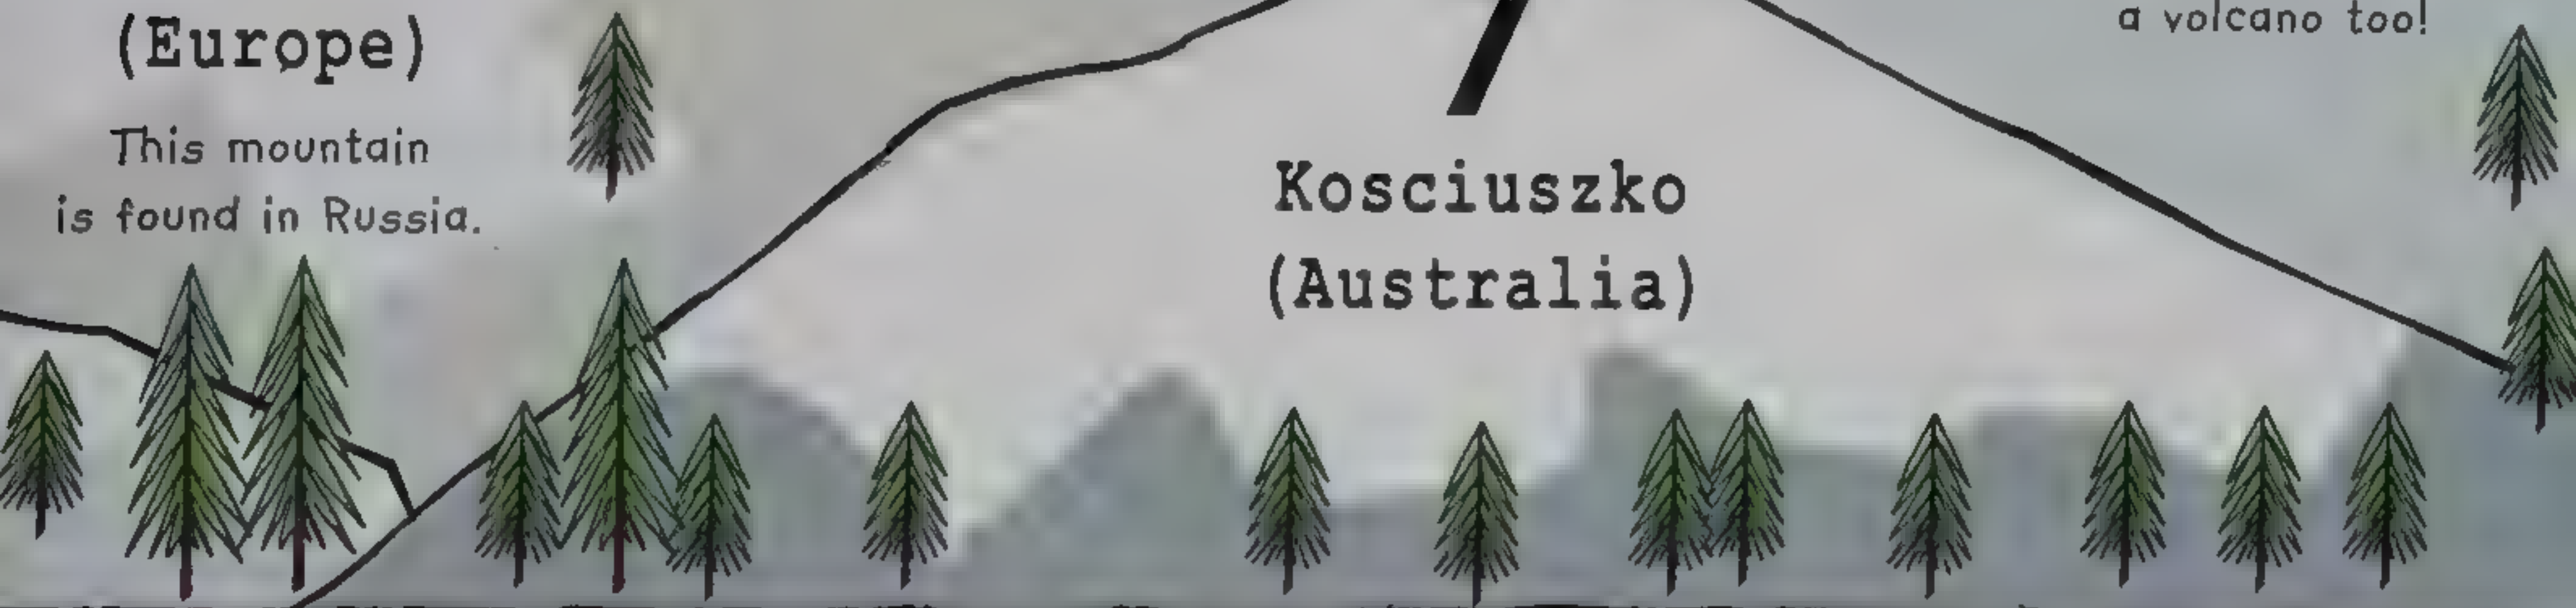 (Europe)
This mountain
is found in Russia.
Kosciuszko
(Australia)
a volcano too!